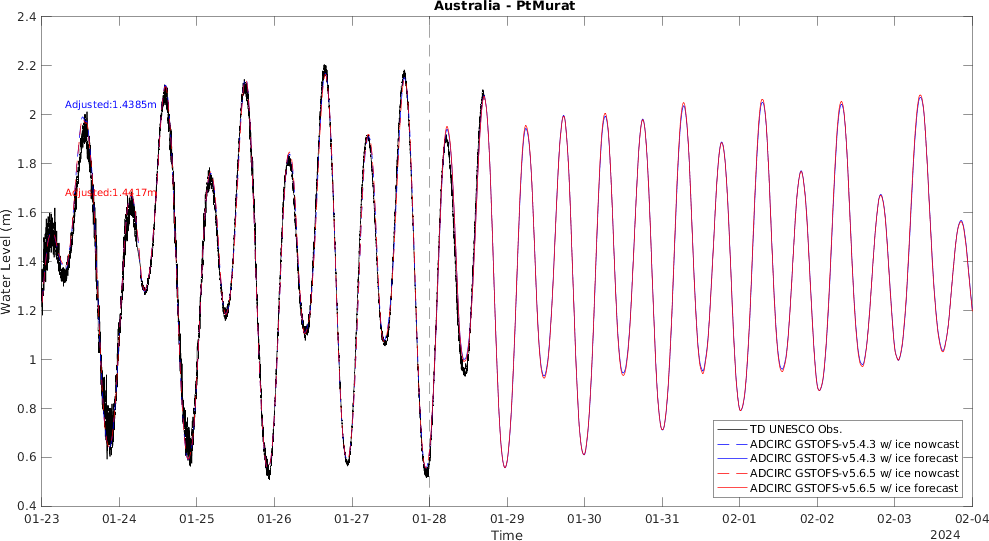 Australia - PtMurat
2.4
2.2
2
1.8
1.6
1.4
1.2
1
0.8
0.6
0.4
Water Level (m)
Adjusted:1.4385m
Adjusted:1.4417m
TD UNESCO Obs.
ADCIRC GSTOFS-v5.4.3 w/ ice nowcast
ADCIRC GSTOFS-v5.4.3 w/ ice forecast
ADCIRC GSTOFS-v5.6.5 w/ ice nowcast
ADCIRC GSTOFS-v5.6.5 w/ ice forecast
01-23 01-24 01-25 01-26 01-27 01-28 01-29 01-30 01-31 02-01 02-02 02-03 02-04
Time
2024